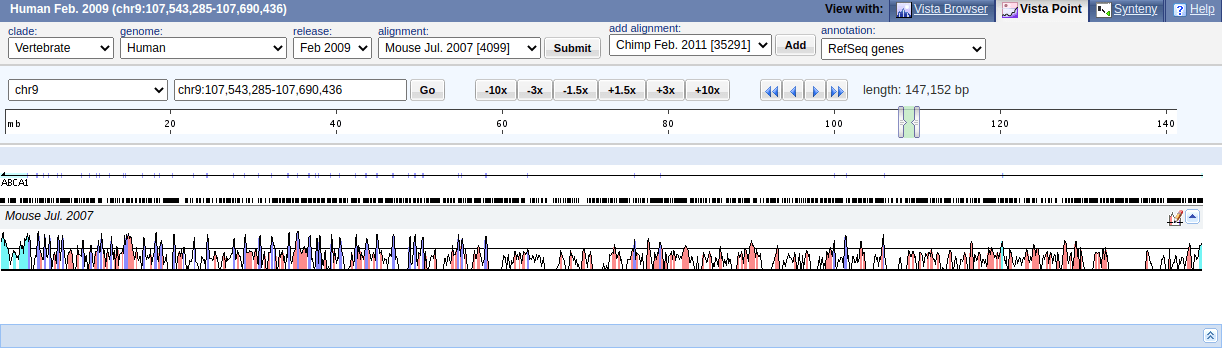 Human Feb. 2009 (chr9:107,543,285-107,690,436) View with: Vista Browser Vista Point Synteny ? Help
clade: genome: release: alignment: add alignment: annotation:
Vertebrate Human Feb 2009 Mouse Jul. 2007 [4099] Submit Chimp Feb. 2011 [35291] Add RefSeq genes
chr9 chr9:107,543,285-107,690,436 Go -10x -3x -1.5x +1.5x +3x +10x length: 147,152 bp
mb 20 40 60 80 100 120 140
ABCA1
Mouse Jul. 2007